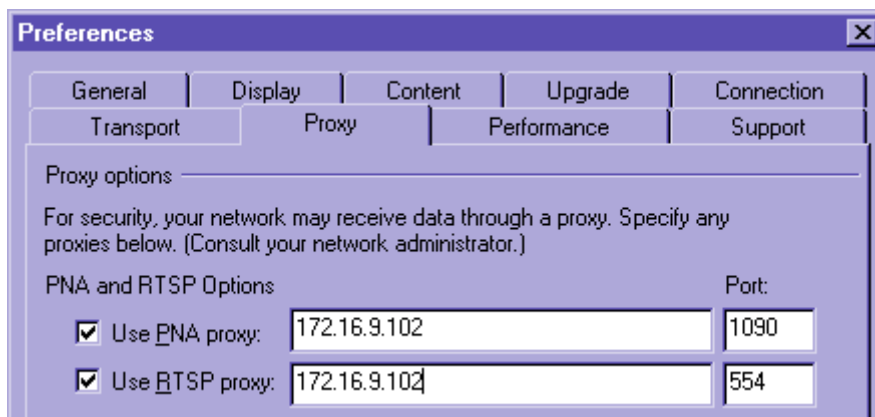 Preferences
General Display Content Upgrade Connection
Transport Proxy Performance Support
Proxy options
For security, your network may receive data through a proxy. Specify any
proxies below. (Consult your network administrator.)
PNA and RTSP Options Port:
Use PNA proxy: 172.16.9.102 1090
Use RTSP proxy: 172.16.9.102 554